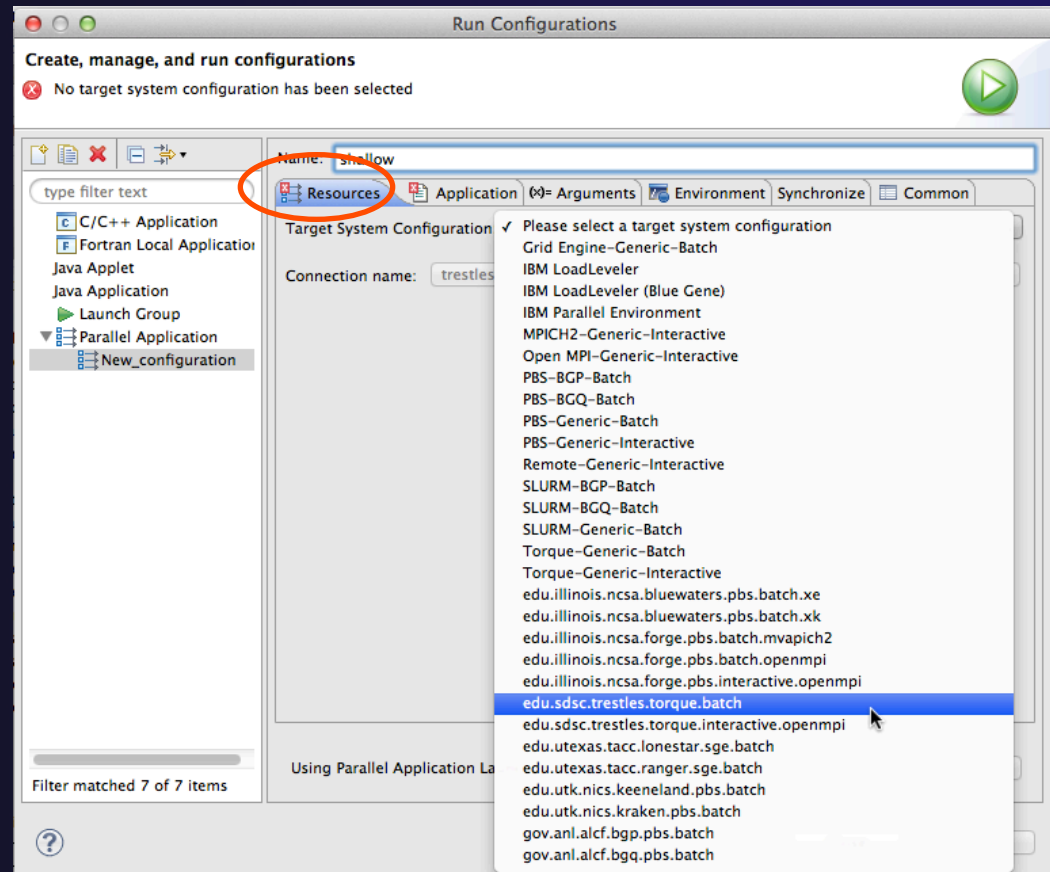 Run Configurations
Create, manage, and run configurations
No target system configuration has been selected
Name: shallow
type filter text
Resources Application (x)= Arguments Environment Synchronize Common
C/C++ Application
Fortran Local Application
Java Applet
Java Application
Launch Group
Parallel Application
New_configuration
Filter matched 7 of 7 items
Target System Configuration
Connection name: trestles
✓ Please select a target system configuration
Grid Engine-Generic-Batch
IBM LoadLeveler
IBM LoadLeveler (Blue Gene)
IBM Parallel Environment
MPICH2-Generic-Interactive
Open MPI-Generic-Interactive
PBS-BGP-Batch
PBS-BGQ-Batch
PBS-Generic-Batch
PBS-Generic-Interactive
Remote-Generic-Interactive
SLURM-BGP-Batch
SLURM-BGQ-Batch
SLURM-Generic-Batch
Torque-Generic-Batch
Torque-Generic-Interactive
edu.illinois.ncsa.bluewaters.pbs.batch.xe
edu.illinois.ncsa.bluewaters.pbs.batch.xk
edu.illinois.ncsa.forge.pbs.batch.mvapich2
edu.illinois.ncsa.forge.pbs.batch.openmpi
edu.illinois.ncsa.forge.pbs.interactive.openmpi
edu.sdsc.trestles.torque.batch
edu.sdsc.trestles.torque.interactive.openmpi
edu.utexas.tacc.lonestar.sge.batch
edu.utexas.tacc.ranger.sge.batch
edu.utk.nics.keeneland.pbs.batch
edu.utk.nics.kraken.pbs.batch
gov.anl.alcf.bgp.pbs.batch
gov.anl.alcf.bgq.pbs.batch
Using Parallel Application La
?